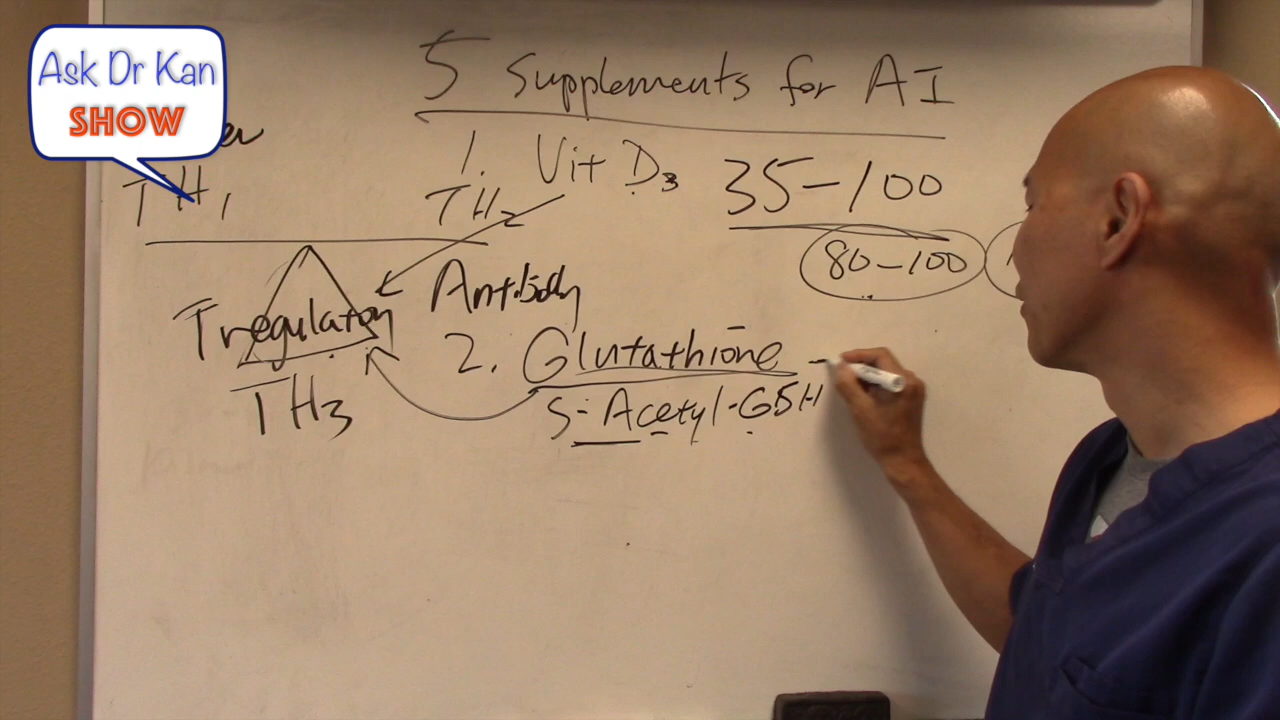 Ask Dr Kan
SHOW
5 Supplements for AI
1. Vit D3 35-100
TH1 TH2
80-100
Antibody
Tregulatory
2. Glutathione -
TH3
S-Acetyl-GSH